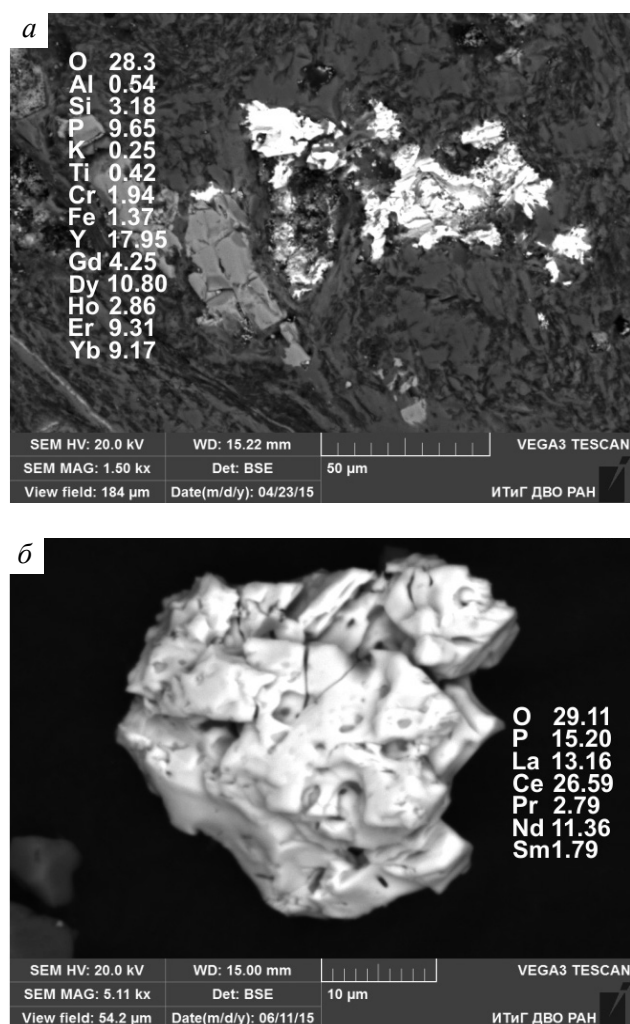 а
O 28.3
Al 0.54
Si 3.18
P 9.65
K 0.25
Ti 0.42
Cr 1.94
Fe 1.37
Y 17.95
Gd 4.25
Dy 10.80
Ho 2.86
Er 9.31
Yb 9.17
SEM HV: 20.0 kV WD: 15.22 mm VEGA3 TESCAN
SEM MAG: 1.50 kx Det: BSE 50 µm
View field: 184 µm Date(m/d/y): 04/23/15 ИТиГ ДВО РАН
б
O 29.11
P 15.20
La 13.16
Ce 26.59
Pr 2.79
Nd 11.36
Sm 1.79
SEM HV: 20.0 kV WD: 15.00 mm VEGA3 TESCAN
SEM MAG: 5.11 kx Det: BSE 10 µm
View field: 54.2 µm Date(m/d/y): 06/11/15 ИТиГ ДВО РАН